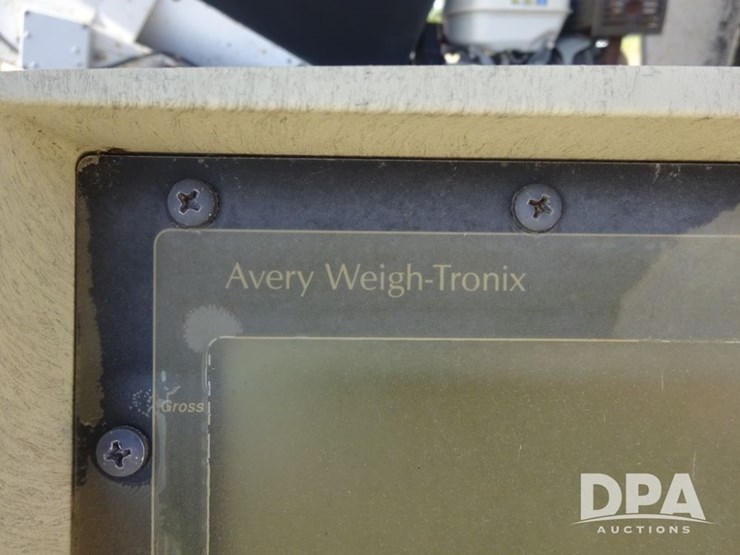 Avery Weigh-Tronix
Gross
DPA
AUCTIONS